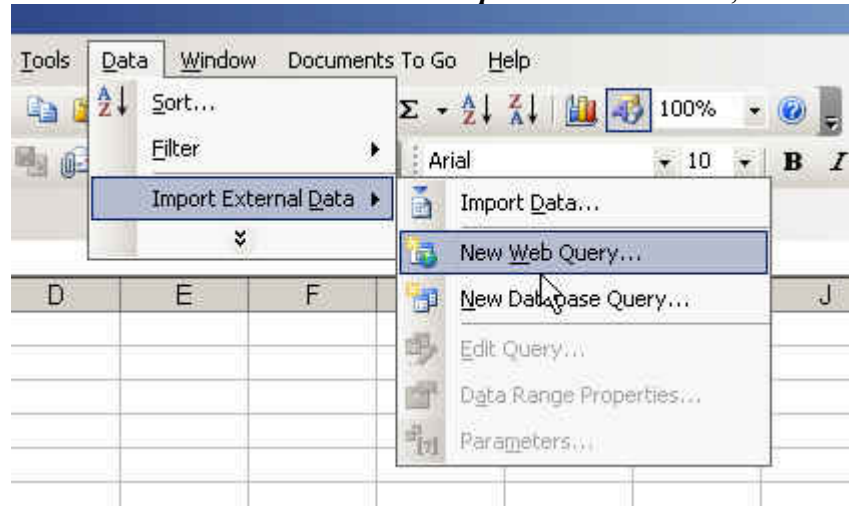 Tools Data Window Documents To Go Help
Sort... 100%
Filter Arial 10 B I
Import External Data Import Data...
New Web Query...
D E F New Database Query... J
Edit Query...
Data Range Properties...
Parameters...